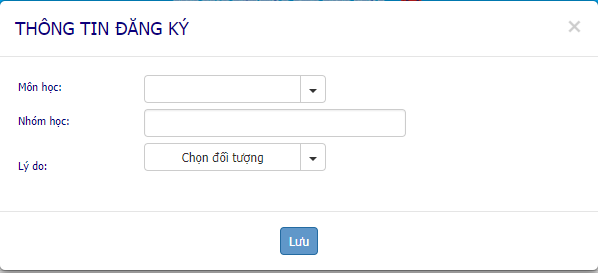 THÔNG TIN ĐĂNG KÝ
×
Môn học:
Nhóm học:
Lý do:
Chọn đối tượng
Lưu